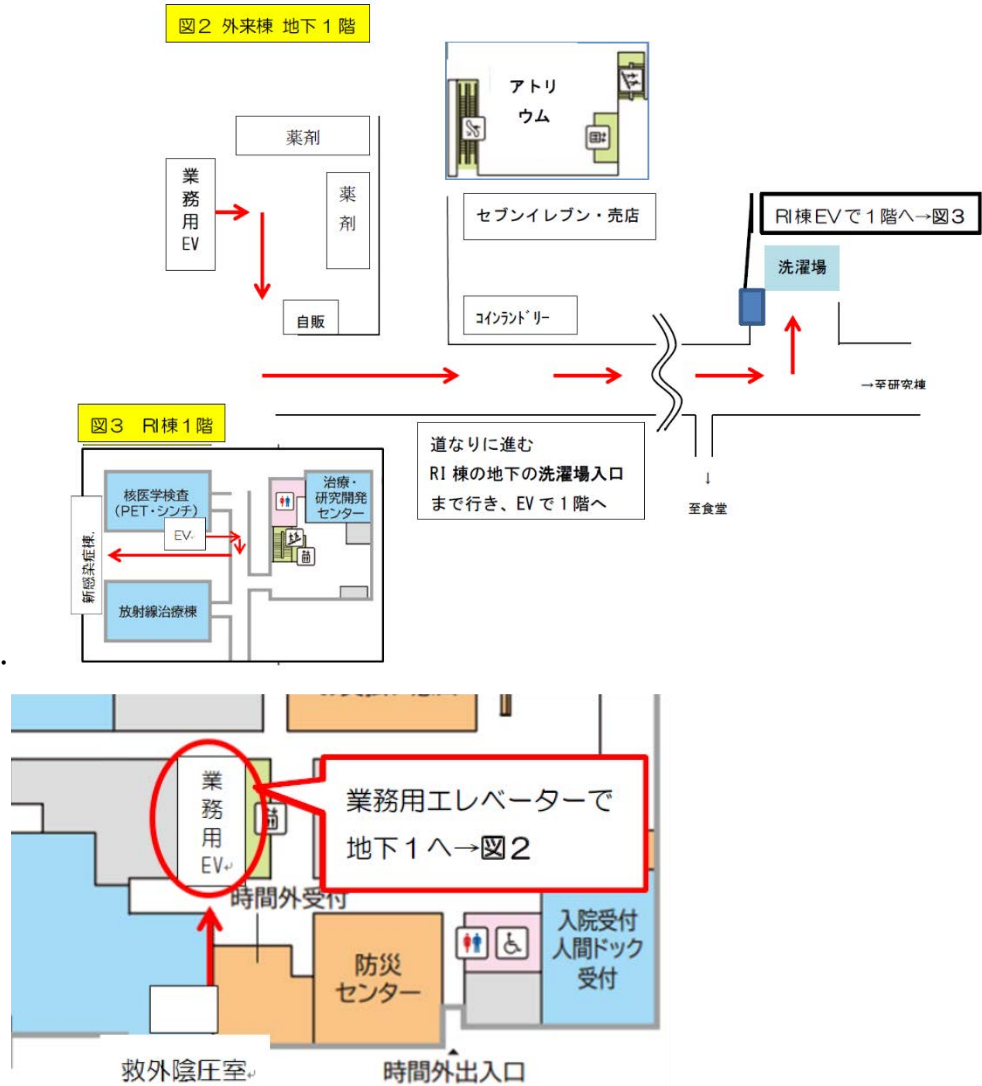 図2 外来棟 地下1階
アトリ
ウム
薬剤
業
務
用
EV
薬
剤
自販
セブンイレブン・売店
コインランドリー
RI棟EVで1階へ→図3
洗濯場
→至研究棟
道なりに進む
RI棟の地下の洗濯場入口
まで行き、EVで1階へ
↓
至食堂
図3 RI棟1階
核医学検査
(PET・シンチ)
EV
治療・
研究開発
センター
新感染症棟
放射線治療棟
業
務
用
EV
業務用エレベーターで
地下1へ→図2
時間外受付
防災
センター
入院受付
人間ドック
受付
救外陰圧室
時間外出入口